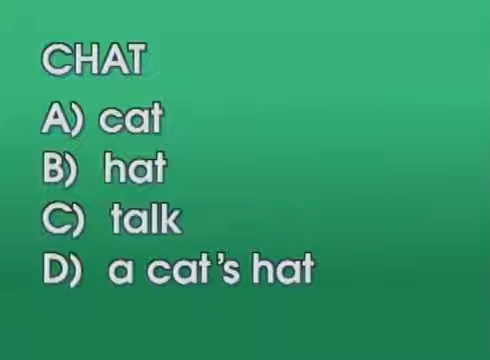 CHAT
A) cat
B) hat
C) talk
D) a cat's hat